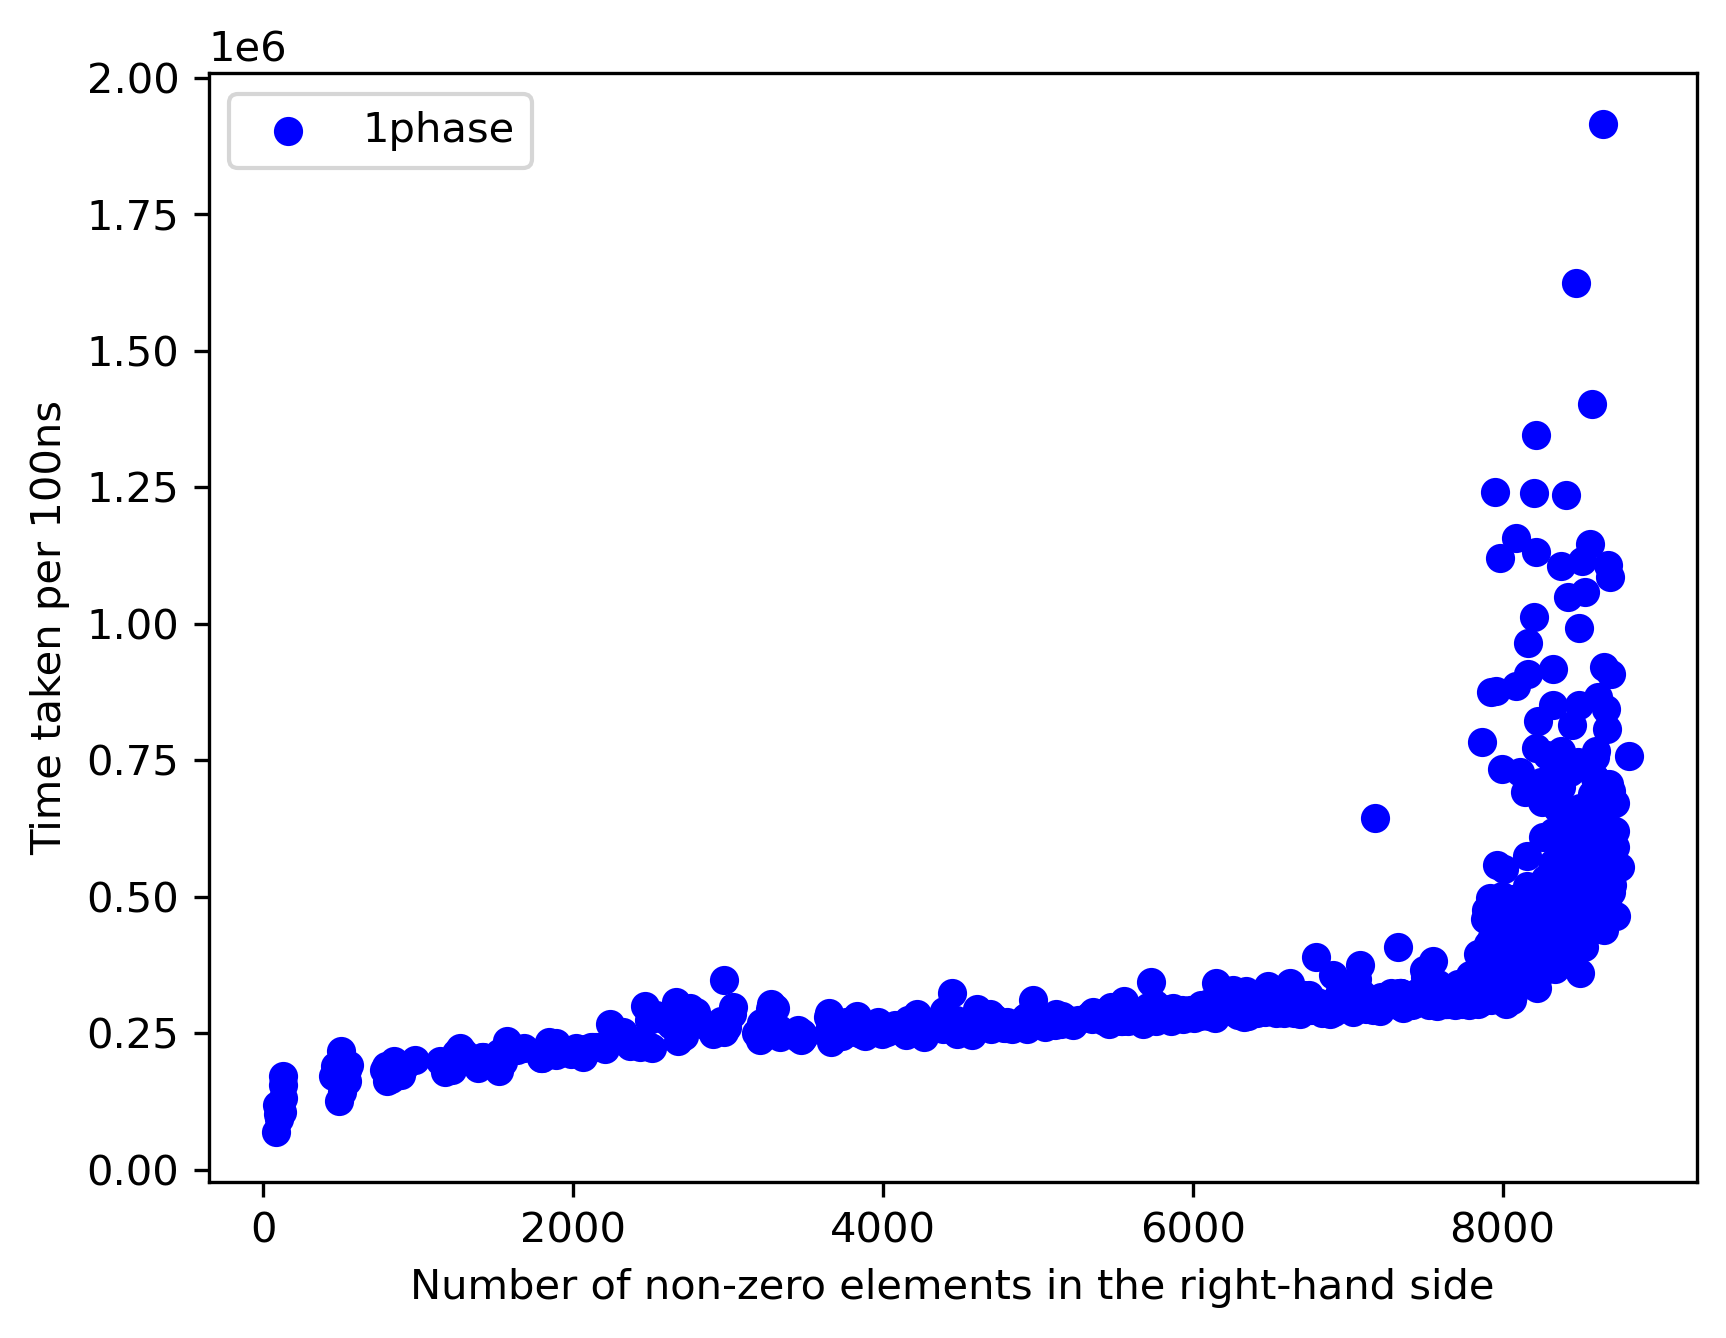 1e6
2.00
1.75
1.50
1.25
1.00
0.75
0.50
0.25
0.00
Time taken per 100ns
1phase
0 2000 4000 6000 8000
Number of non-zero elements in the right-hand side